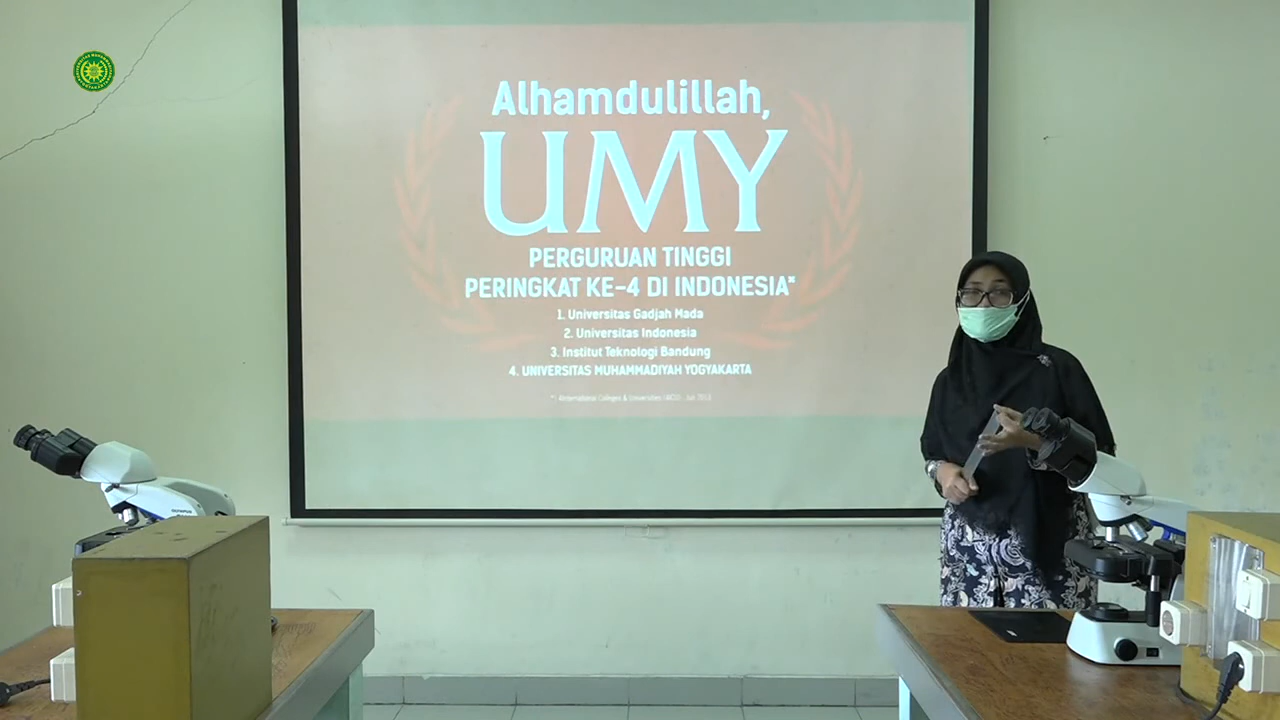 Alhamdulillah,
UMY
PERGURUAN TINGGI
PERINGKAT KE-4 DI INDONESIA*
1. Universitas Gadjah Mada
2. Universitas Indonesia
3. Institut Teknologi Bandung
4. UNIVERSITAS MUHAMMADIYAH YOGYAKARTA
OLYMPUS